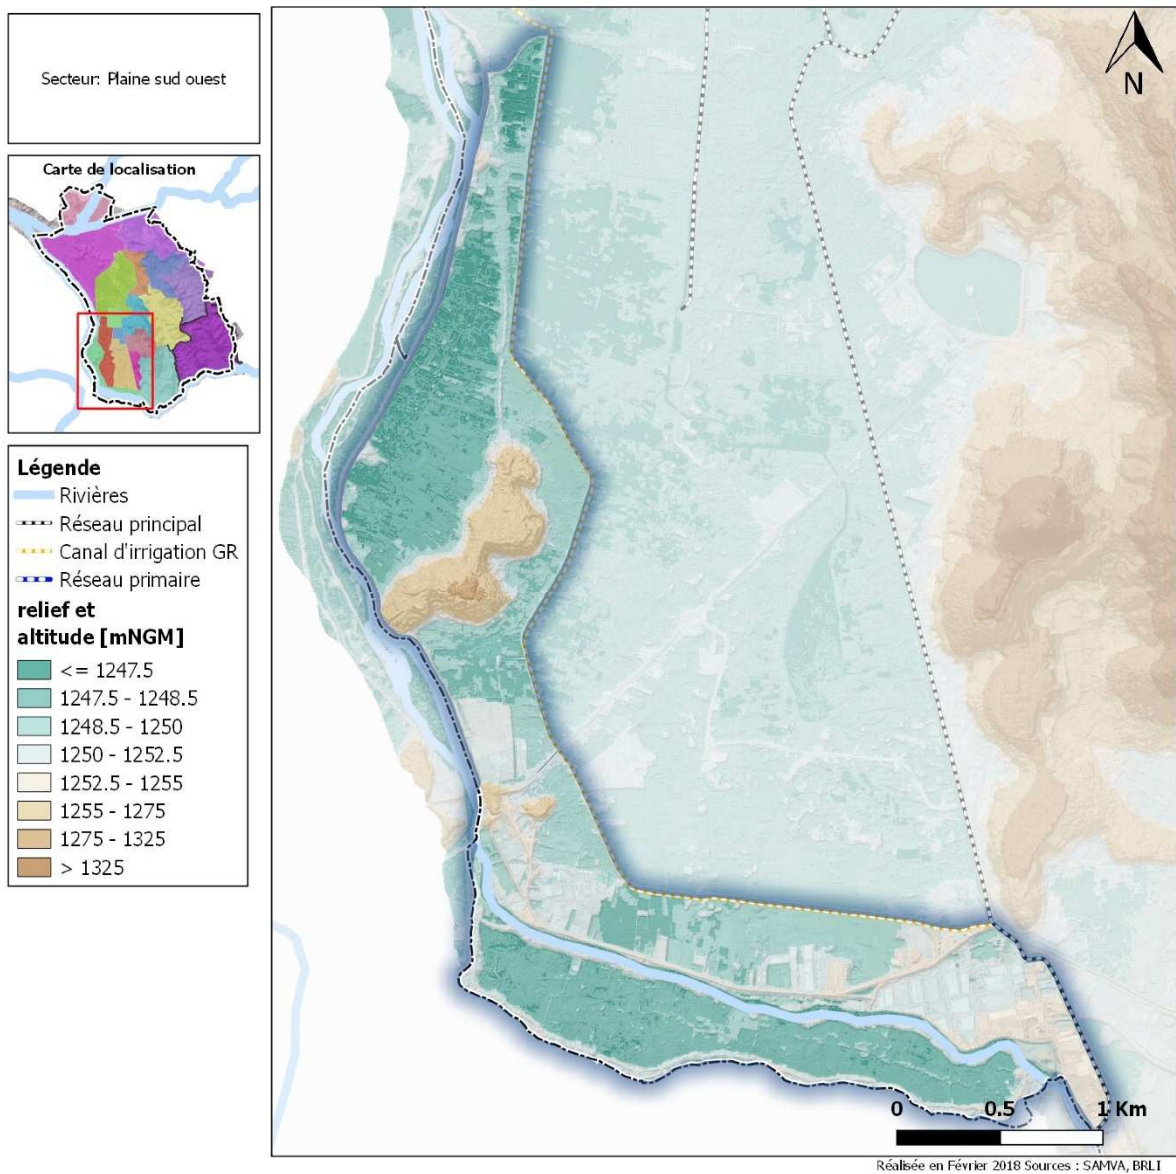 Secteur: Plaine sud ouest
Carte de localisation
Légende
Rivières
Réseau principal
Canal d'irrigation GR
Réseau primaire
relief et
altitude [mNGM]
<= 1247.5
1247.5 - 1248.5
1248.5 - 1250
1250 - 1252.5
1252.5 - 1255
1255 - 1275
1275 - 1325
> 1325
N
0 0.5 1 Km
Réalisée en Février 2018 Sources : SAMVA, BRLI